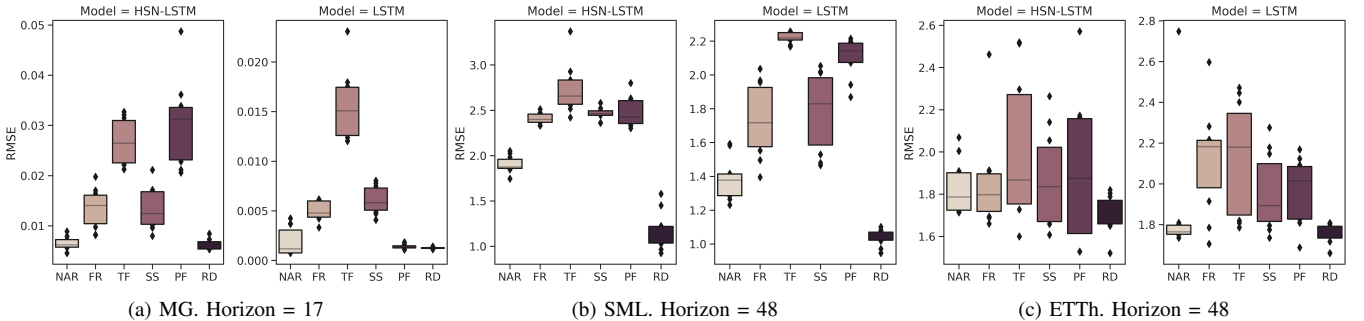 Model = HSN-LSTM
Model = LSTM
Model = HSN-LSTM
Model = LSTM
Model = HSN-LSTM
Model = LSTM
RMSE
0.05
0.04
0.03
0.02
0.01
NAR FR TF SS PF RD
0.020
0.015
0.010
0.005
0.000
NAR FR TF SS PF RD
RMSE
3.5
3.0
2.5
2.0
1.5
1.0
NAR FR TF SS PF RD
2.2
2.0
1.8
1.6
1.4
1.2
1.0
NAR FR TF SS PF RD
RMSE
2.6
2.4
2.2
2.0
1.8
1.6
NAR FR TF SS PF RD
2.8
2.6
2.4
2.2
2.0
1.8
1.6
NAR FR TF SS PF RD
(a) MG. Horizon = 17
(b) SML. Horizon = 48
(c) ETTh. Horizon = 48